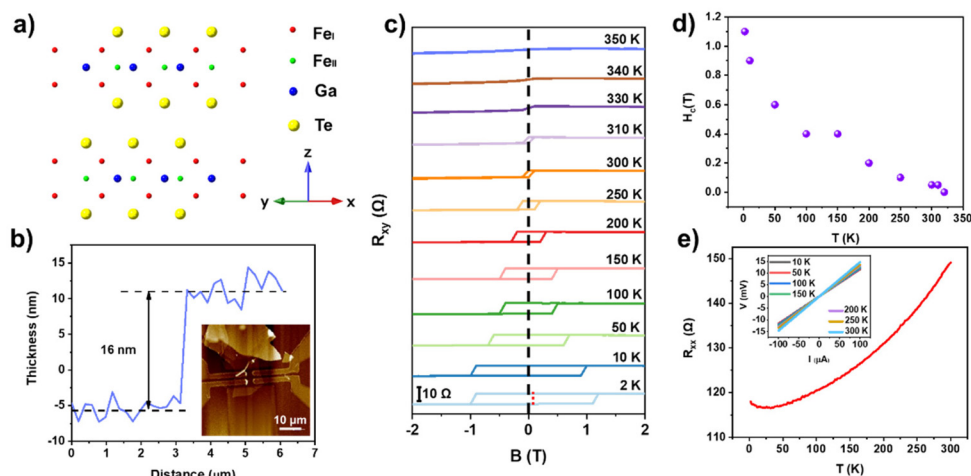 a)
Fe_I
Fe_II
Ga
Te
z
y
x
b)
Thickness (nm)
15
10
5
0
-5
-10
16 nm
10 µm
0 1 2 3 4 5 6 7
Distance (µm)
c)
R_xy (Ω)
350 K
340 K
330 K
310 K
300 K
250 K
200 K
150 K
100 K
50 K
10 K
2 K
10 Ω
-2 -1 0 1 2
B (T)
d)
H_C(T)
1.2
1.0
0.8
0.6
0.4
0.2
0.0
0 50 100 150 200 250 300 350
T (K)
e)
R_xx (Ω)
150
140
130
120
110
V (mV)
15
10
5
0
-5
-10
-15
10 K
50 K
100 K
150 K
200 K
250 K
300 K
-100 -50 0 50 100
I (µA)
0 50 100 150 200 250 300
T (K)